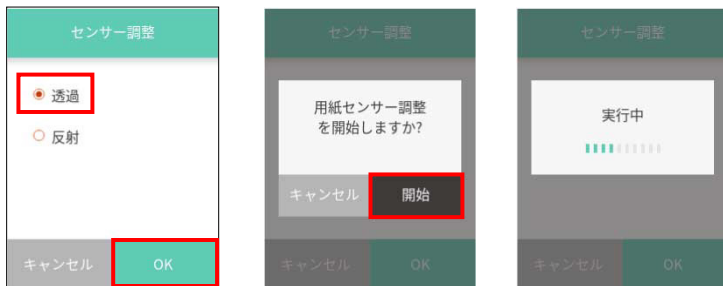 センサー調整
透過
反射
キャンセル
OK
センサー調整
用紙センサー調整
を開始しますか?
キャンセル
開始
キャンセル
OK
センサー調整
実行中
キャンセル
OK